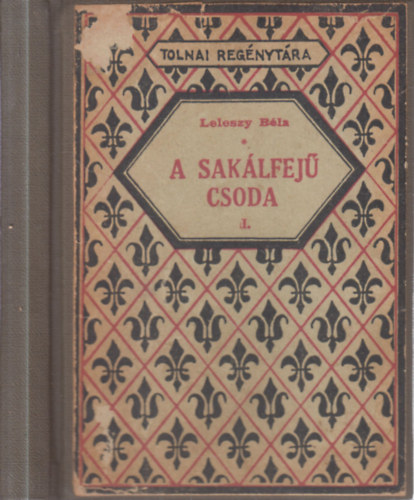 TOLNAI REGÉNYTÁRA
Leleszy Béla
A SAKÁLFEJŰ
CSODA
I.